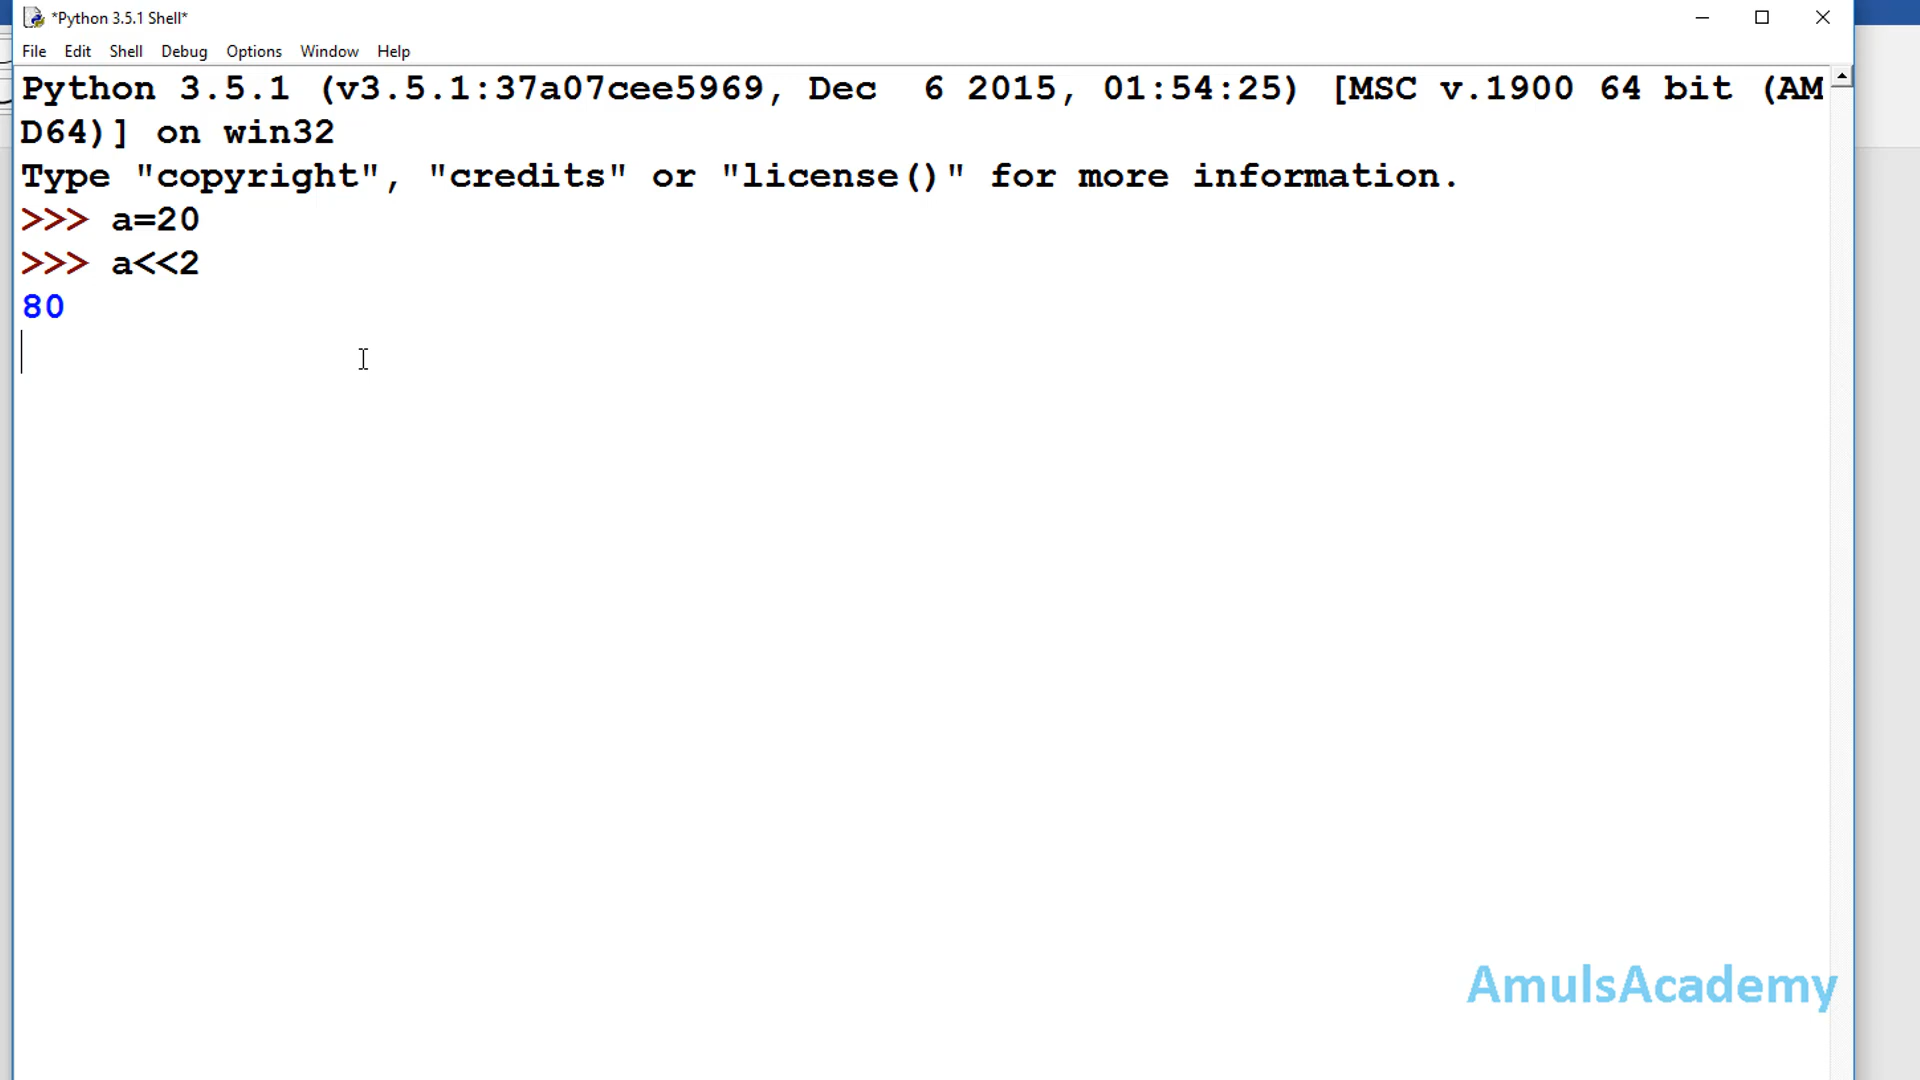 *Python 3.5.1 Shell*
File Edit Shell Debug Options Window Help
Python 3.5.1 (v3.5.1:37a07cee5969, Dec  6 2015, 01:54:25) [MSC v.1900 64 bit (AM
D64)] on win32
Type "copyright", "credits" or "license()" for more information.
>>> a=20
>>> a<<2
80
AmulsAcademy